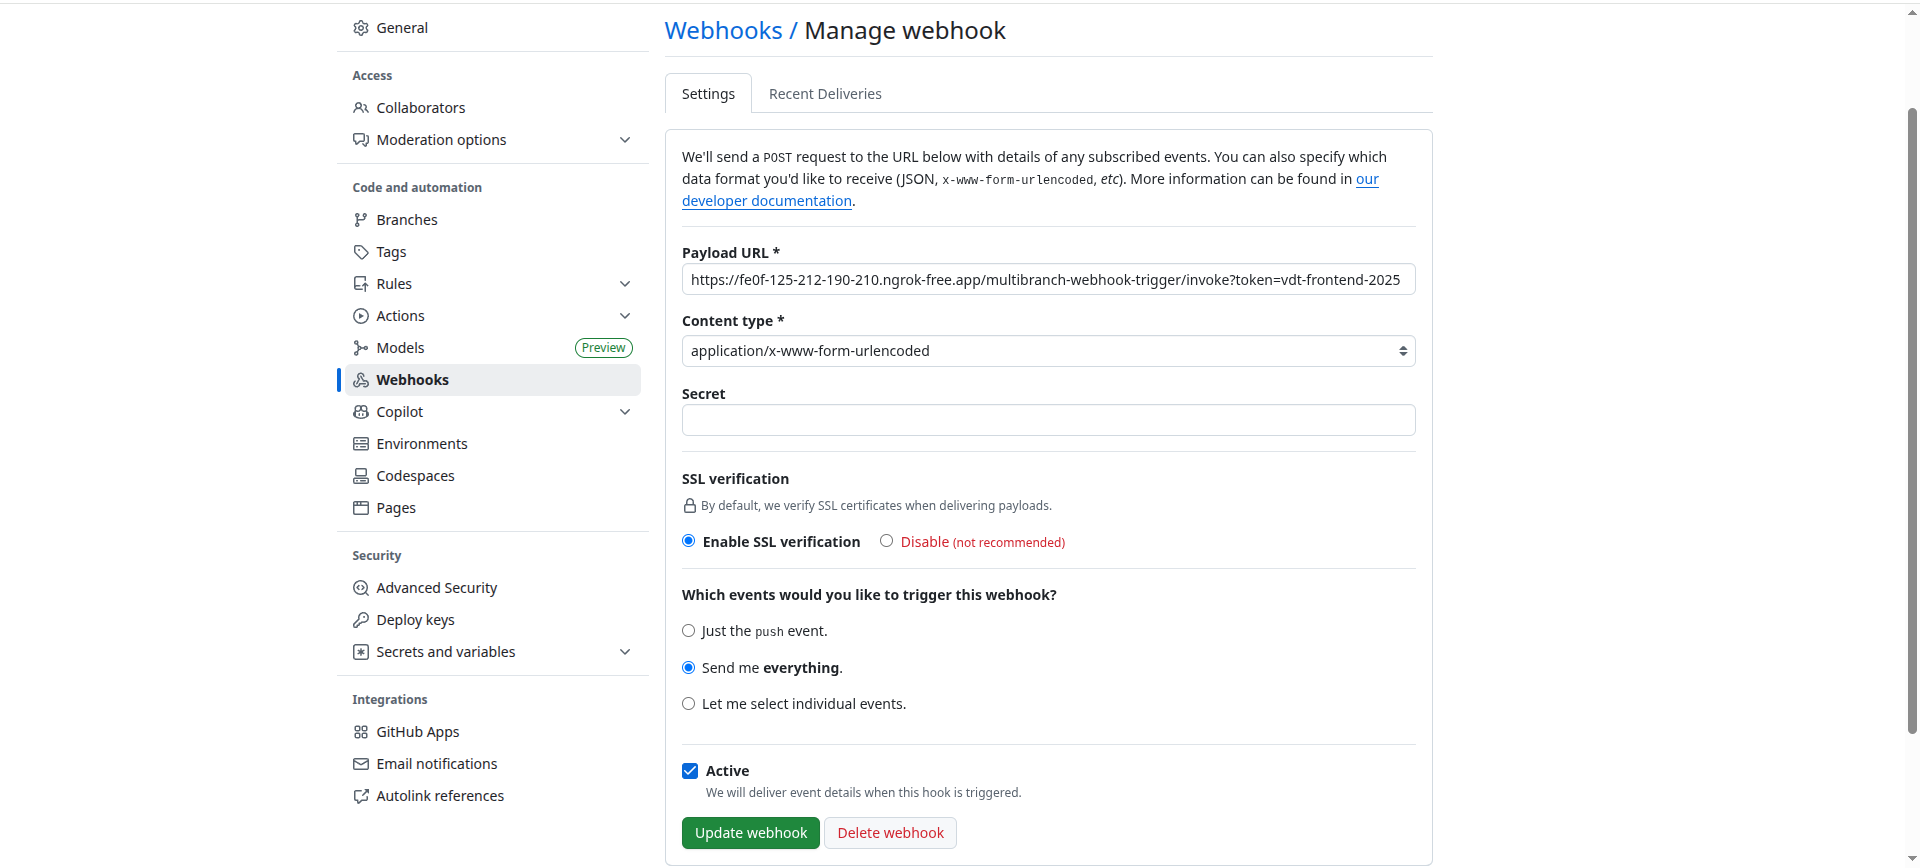 General
Access
Collaborators
Moderation options
Code and automation
Branches
Tags
Rules
Actions
Models Preview
Webhooks
Copilot
Environments
Codespaces
Pages
Security
Advanced Security
Deploy keys
Secrets and variables
Integrations
GitHub Apps
Email notifications
Autolink references
Webhooks / Manage webhook
Settings Recent Deliveries
We'll send a POST request to the URL below with details of any subscribed events. You can also specify which
data format you'd like to receive (JSON, x-www-form-urlencoded, etc). More information can be found in our
developer documentation.
Payload URL *
https://fe0f-125-212-190-210.ngrok-free.app/multibranch-webhook-trigger/invoke?token=vdt-frontend-2025
Content type *
application/x-www-form-urlencoded
Secret
SSL verification
By default, we verify SSL certificates when delivering payloads.
Enable SSL verification Disable (not recommended)
Which events would you like to trigger this webhook?
Just the push event.
Send me everything.
Let me select individual events.
Active
We will deliver event details when this hook is triggered.
Update webhook Delete webhook